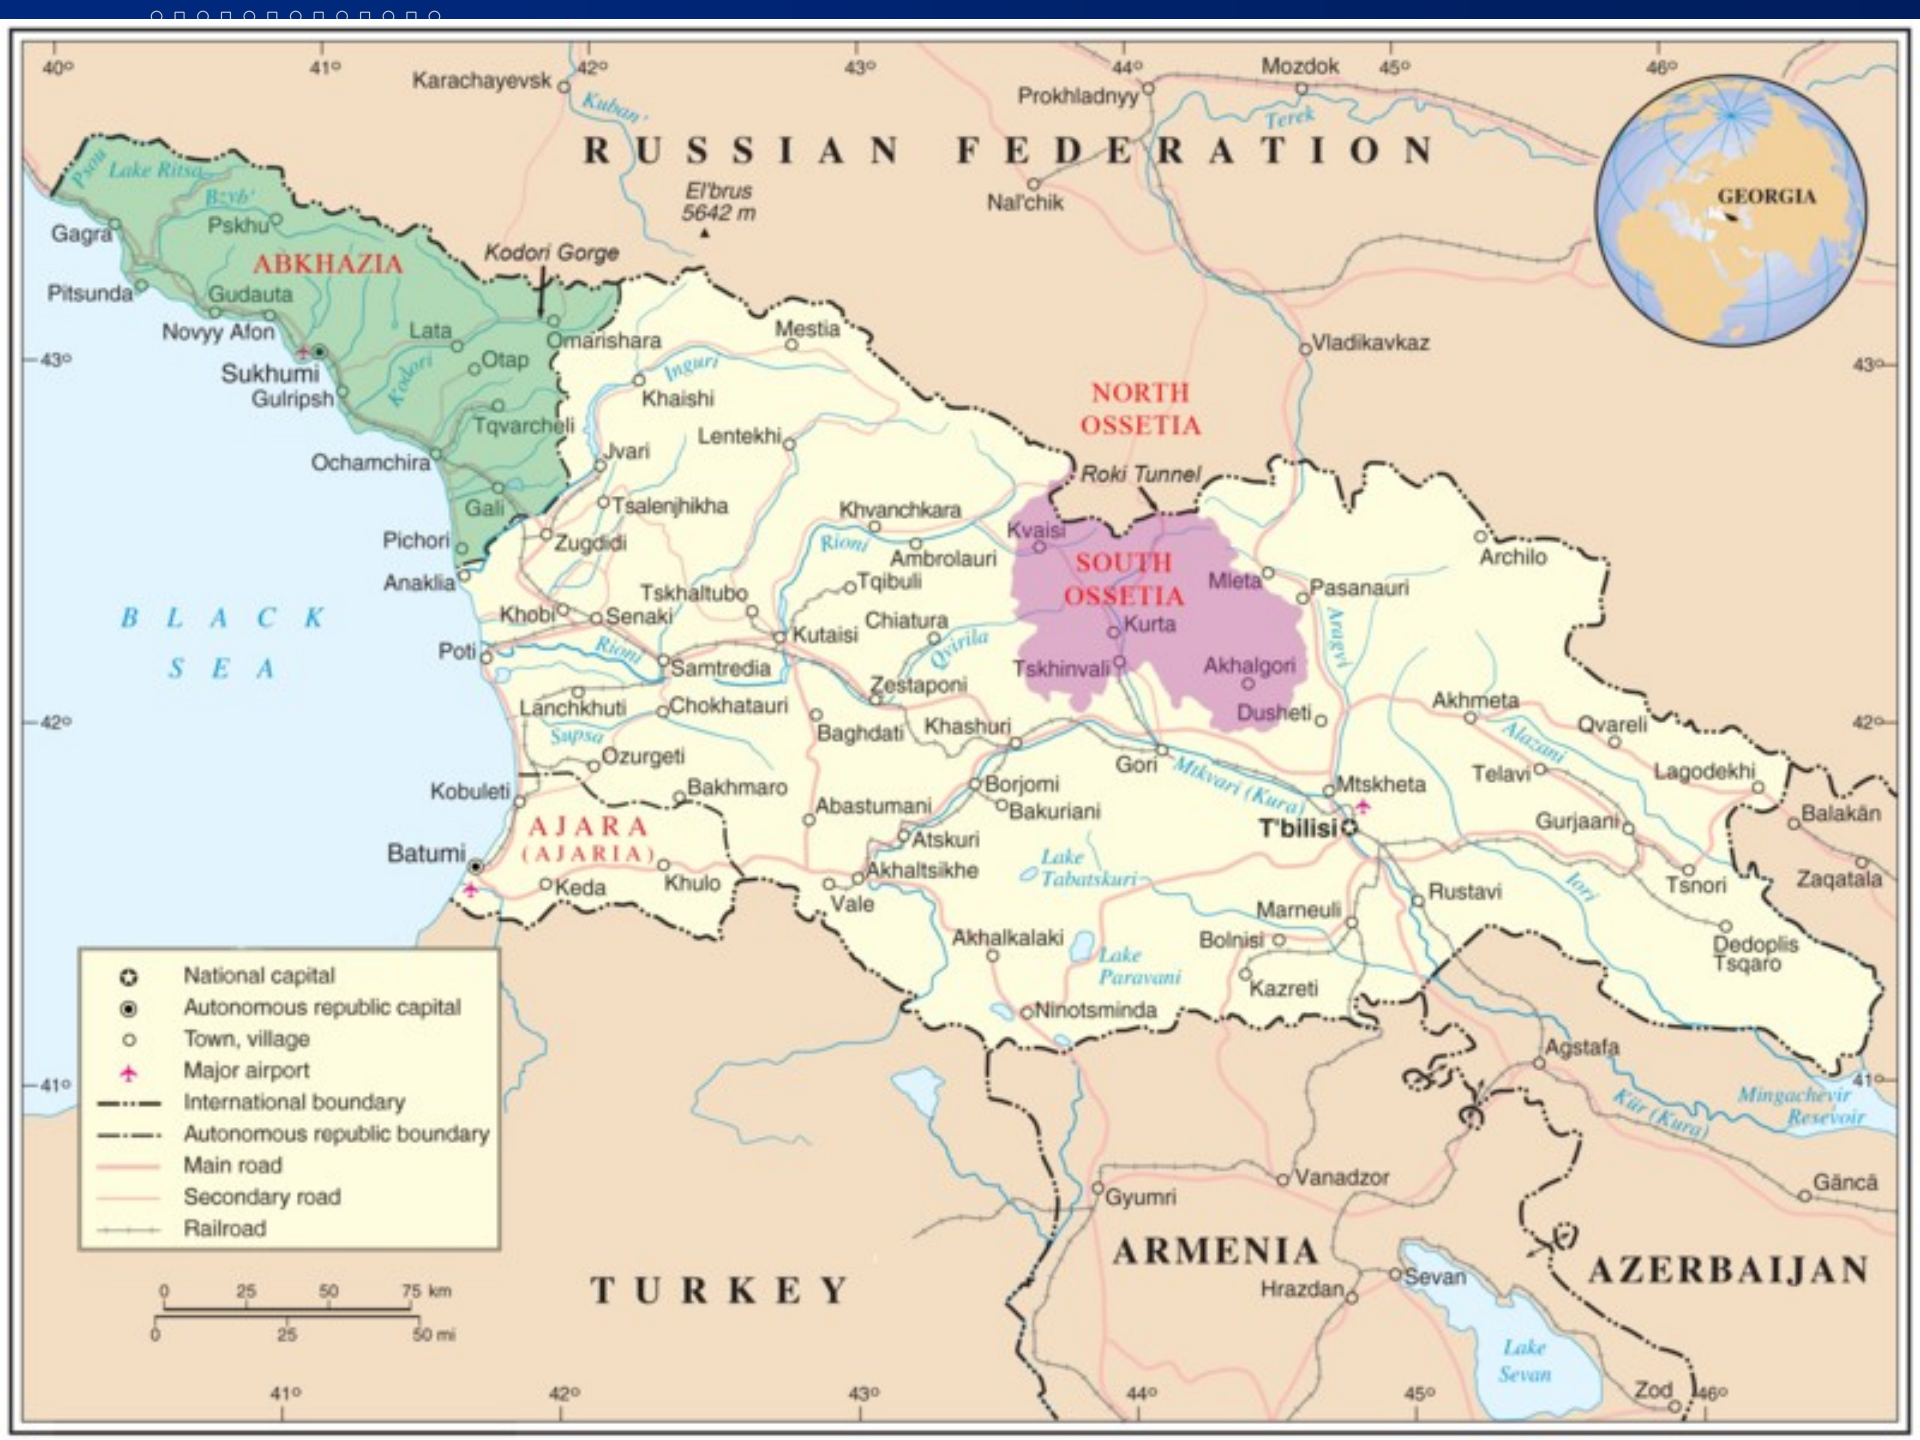 40° 41° 42° 43° 44° 45° 46°
Karachayevsk
Kuban'
Prokhladnyy
Mozdok
Terek
RUSSIAN FEDERATION
El'brus
5642 m
Nal'chik
GEORGIA
Psou
Lake Ritsa
Bzyb'
Gagra
Pskhu
ABKHAZIA
Kodori Gorge
Pitsunda
Gudauta
Novyy Afon
Lata
Omarishara
Mestia
Vladikavkaz
43°
43°
Sukhumi
Otap
Inguri
Gulripsh
Kodori
Khaishi
NORTH
OSSETIA
Tqvarcheli
Lentekhi
Ochamchira
Jvari
Roki Tunnel
Gali
Tsalenjhikha
Khvanchkara
Kvaisi
Pichori
Zugdidi
Rioni
Ambrolauri
Archilo
SOUTH
OSSETIA
Anaklia
Tskhaltubo
Tqibuli
Mleta
Pasanauri
BLACK
SEA
Khobi
Senaki
Kutaisi
Chiatura
Kurta
Aragvi
Poti
Rioni
Samtredia
Qvirila
Tskhinvali
Akhalgori
Zestaponi
Lanchkhuti
Chokhatauri
Akhmeta
42°
42°
Supsa
Baghdati
Khashuri
Dusheti
Alazani
Qvareli
Ozurgeti
Gori
Mtkvari (Kura)
Telavi
Lagodekhi
Kobuleti
Bakhmaro
Borjomi
Mtskheta
Abastumani
Bakuriani
Balakän
AJARA
(AJARIA)
Atskuri
T'bilisi
Gurjaani
Batumi
Akhaltsikhe
Lake
Tabatskuri
Keda
Khulo
Vale
Rustavi
Iori
Tsnori
Zaqatala
Marneuli
Akhalkalaki
Bolnisi
Dedoplis
Tsqaro
Lake
Paravani
Kazreti
Ninotsminda
National capital
Autonomous republic capital
Town, village
Major airport
International boundary
Autonomous republic boundary
Main road
Secondary road
Railroad
Agstafa
41°
41°
Mingachevir
Resevoir
Kür (Kura)
Vanadzor
Gyumri
Gäncä
ARMENIA
AZERBAIJAN
TURKEY
Hrazdan
Sevan
0 25 50 75 km
0 25 50 mi
Lake
Sevan
Zod
41° 42° 43° 44° 45° 46°